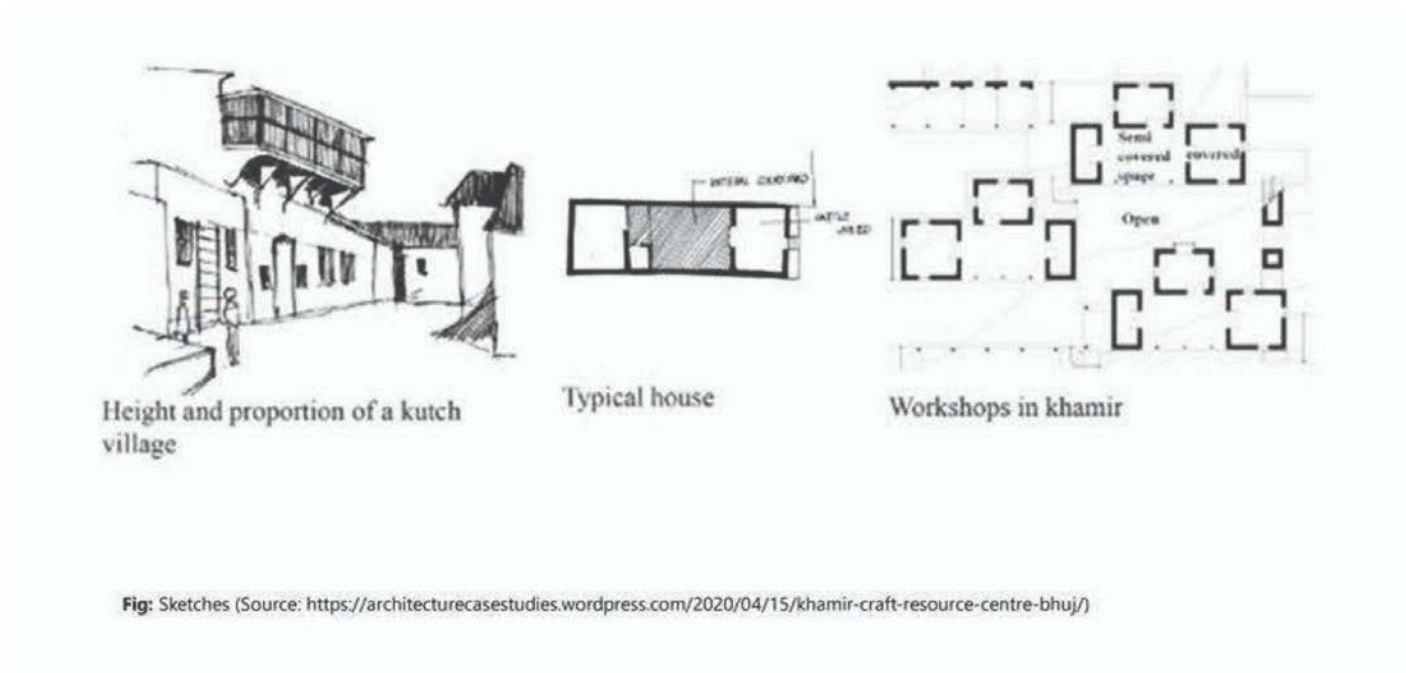 Semi
covered
space
covered
Open
Height and proportion of a kutch
village
Typical house
Workshops in khamir
Fig: Sketches (Source: https://architecturecasestudies.wordpress.com/2020/04/15/khamir-craft-resource-centre-bhuj/)